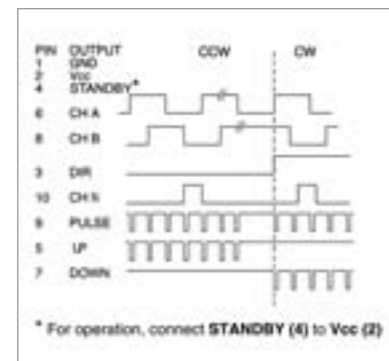 PIN OUTPUT CCW CW
1 GND
2 Vcc
4 STANDBY*
6 CH A
8 CH B
3 DIR
10 CH
9 PULSE
5 UP
7 DOWN
* For operation, connect STANDBY (4) to Vcc (2)